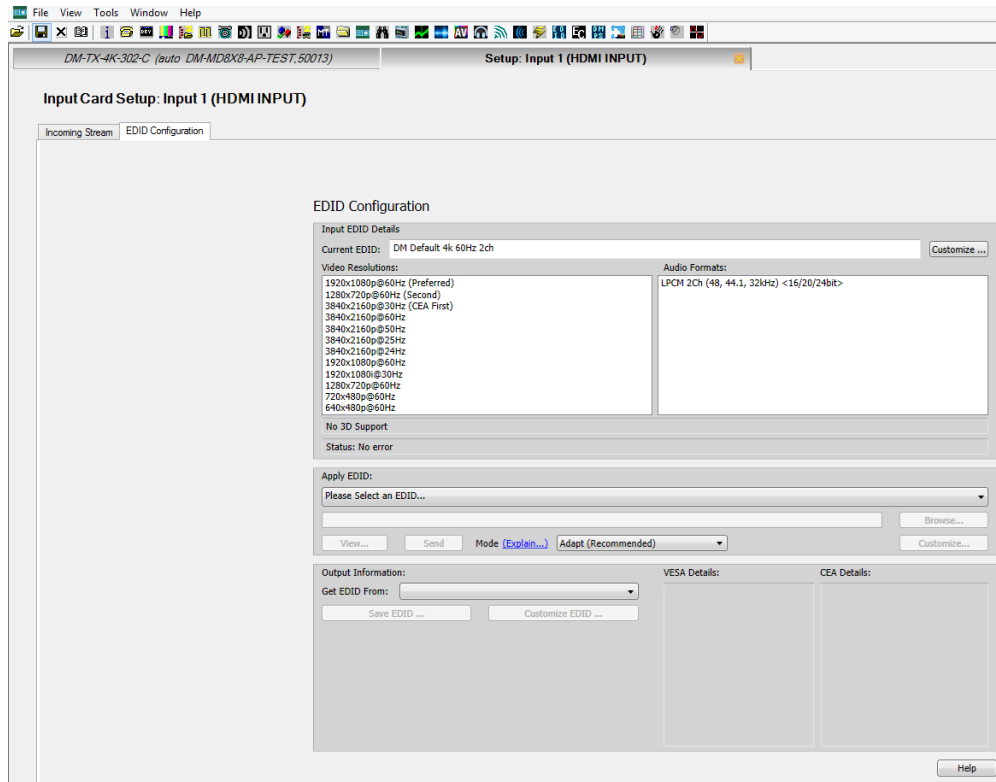 File View Tools Window Help
DM-TX-4K-302-C (auto DM-MD8X8-AP-TEST,50013)
Setup: Input 1 (HDMI INPUT)
Input Card Setup: Input 1 (HDMI INPUT)
Incoming Stream
EDID Configuration
EDID Configuration
Input EDID Details
Current EDID: DM Default 4k 60Hz 2ch
Customize ...
Video Resolutions:
1920x1080p@60Hz (Preferred)
1280x720p@60Hz (Second)
3840x2160p@30Hz (CEA First)
3840x2160p@60Hz
3840x2160p@50Hz
3840x2160p@25Hz
3840x2160p@24Hz
1920x1080p@60Hz
1920x1080i@30Hz
1280x720p@60Hz
720x480p@60Hz
640x480p@60Hz
Audio Formats:
LPCM 2Ch (48, 44.1, 32kHz) <16/20/24bit>
No 3D Support
Status: No error
Apply EDID:
Please Select an EDID...
Browse...
View...
Send
Mode (Explain...)
Adapt (Recommended)
Customize...
Output Information:
Get EDID From:
Save EDID ...
Customize EDID ...
VESA Details:
CEA Details:
Help